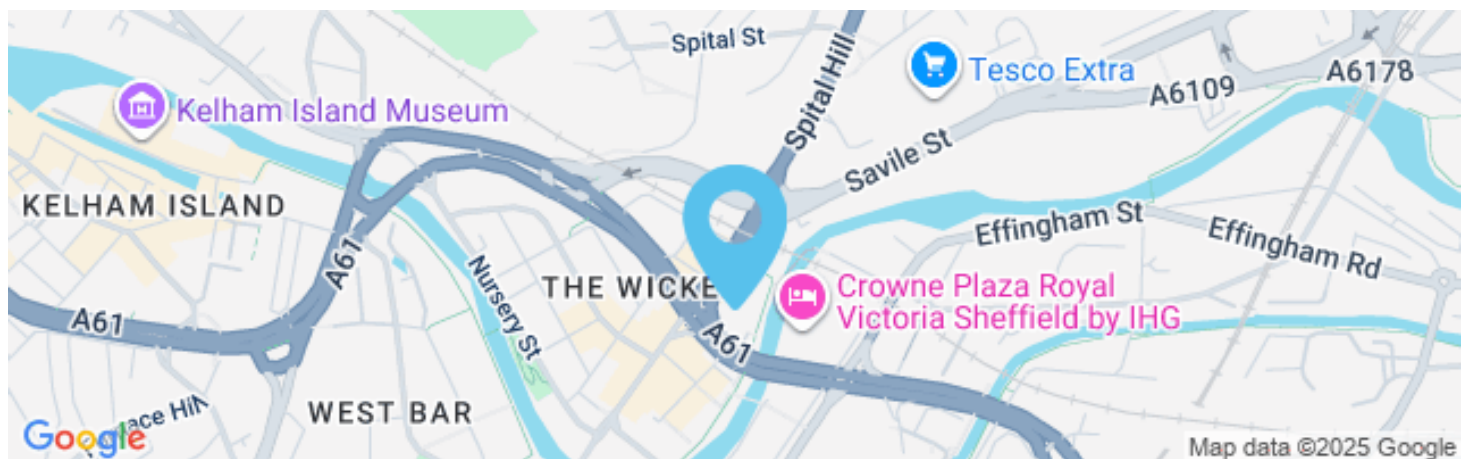 Spital St
Spital Hill
Tesco Extra
A6178
A6109
Kelham Island Museum
Savile St
KELHAM ISLAND
Effingham St
Effingham Rd
A61
Nursery St
THE WICKE
Crowne Plaza Royal
Victoria Sheffield by IHG
A61
A61
WEST BAR
Google
Map data ©2025 Google